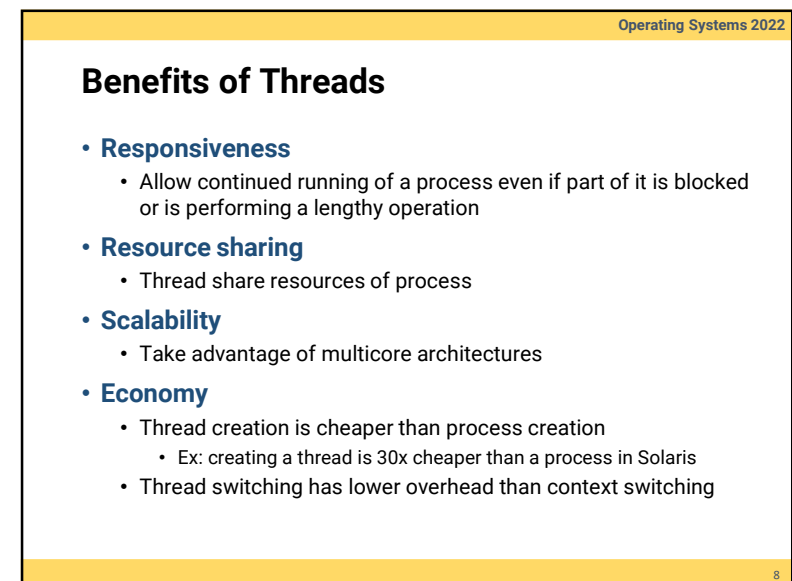 Operating Systems 2022
Benefits of Threads
• Responsiveness
• Allow continued running of a process even if part of it is blocked
or is performing a lengthy operation
• Resource sharing
• Thread share resources of process
• Scalability
• Take advantage of multicore architectures
• Economy
• Thread creation is cheaper than process creation
• Ex: creating a thread is 30x cheaper than a process in Solaris
• Thread switching has lower overhead than context switching
8